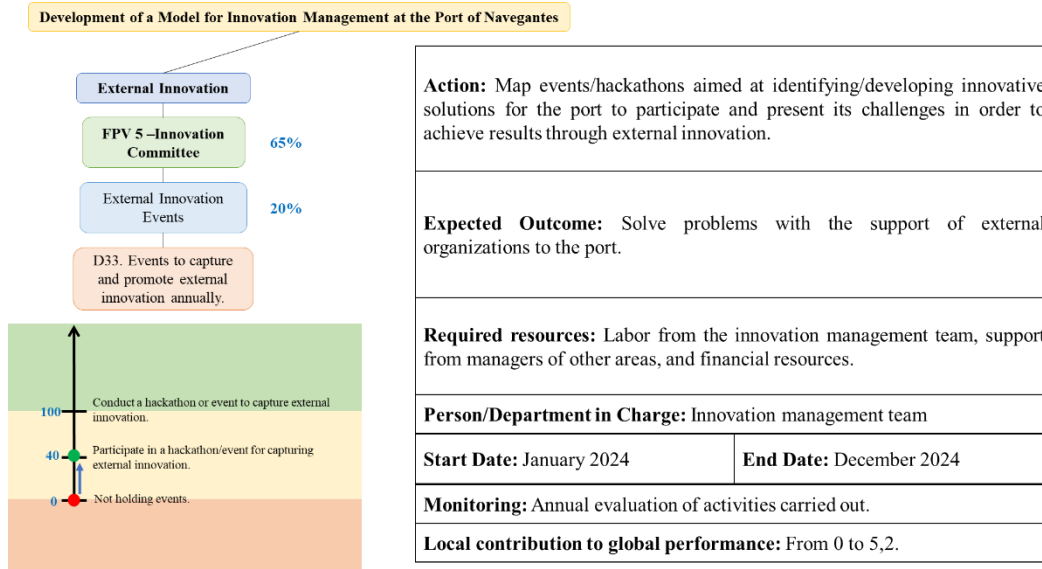 Development of a Model for Innovation Management at the Port of Navegantes
External Innovation
FPV 5 –Innovation
Committee
65%
External Innovation
Events
20%
D33. Events to capture
and promote external
innovation annually.
100
Conduct a hackathon or event to capture external
innovation.
40
Participate in a hackathon/event for capturing
external innovation.
0
Not holding events.
Action: Map events/hackathons aimed at identifying/developing innovative
solutions for the port to participate and present its challenges in order to
achieve results through external innovation.
Expected Outcome: Solve problems with the support of external
organizations to the port.
Required resources: Labor from the innovation management team, support
from managers of other areas, and financial resources.
Person/Department in Charge: Innovation management team
Start Date: January 2024
End Date: December 2024
Monitoring: Annual evaluation of activities carried out.
Local contribution to global performance: From 0 to 5,2.